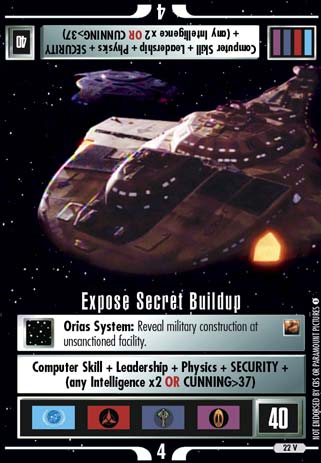 4
40
Computer Skill + Leadership + Physics + SECURITY
+ (any Intelligence x2 OR CUNNING>37)
Expose Secret Buildup
Orias System: Reveal military construction at
unsanctioned facility.
Computer Skill + Leadership + Physics + SECURITY +
(any Intelligence x2 OR CUNNING>37)
40
4
22 V
NOT ENDORSED BY CBS OR PARAMOUNT PICTURES